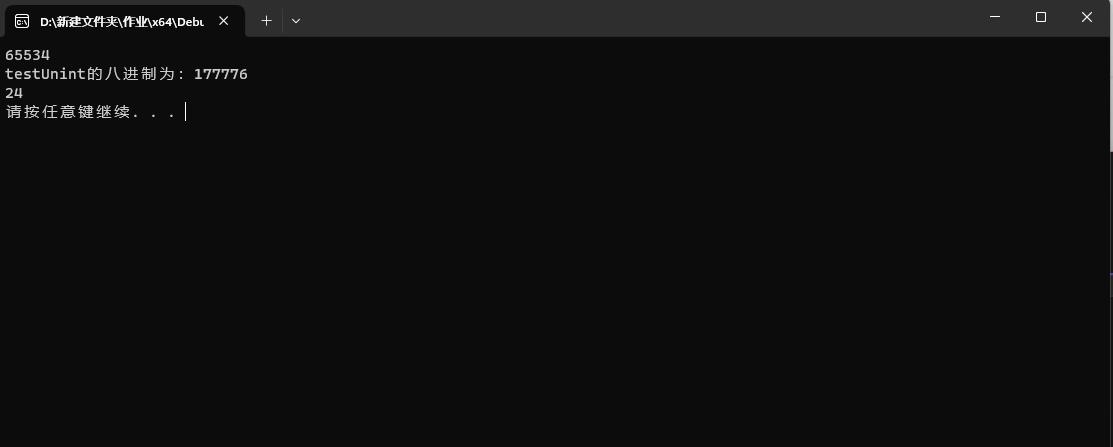 D:\新建文件夹\作业\x64\Debu
65534
testUnint的八进制为：177776
24
请按任意键继续. . .